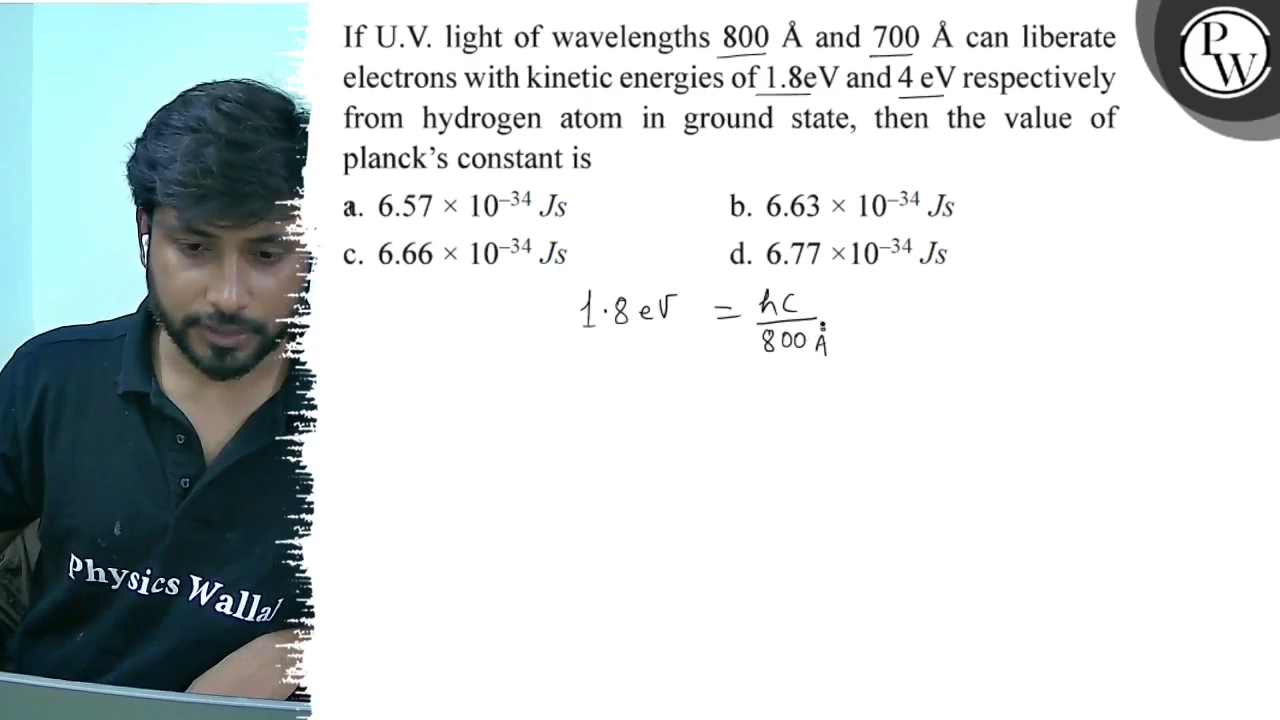 If U.V. light of wavelengths 800 Å and 700 Å can liberate
electrons with kinetic energies of 1.8eV and 4 eV respectively
from hydrogen atom in ground state, then the value of
planck's constant is
a. 6.57 × 10⁻³⁴ Js b. 6.63 × 10⁻³⁴ Js
c. 6.66 × 10⁻³⁴ Js d. 6.77 ×10⁻³⁴ Js
1.8 eV = hc / 800 Å
PW
Physics Walla